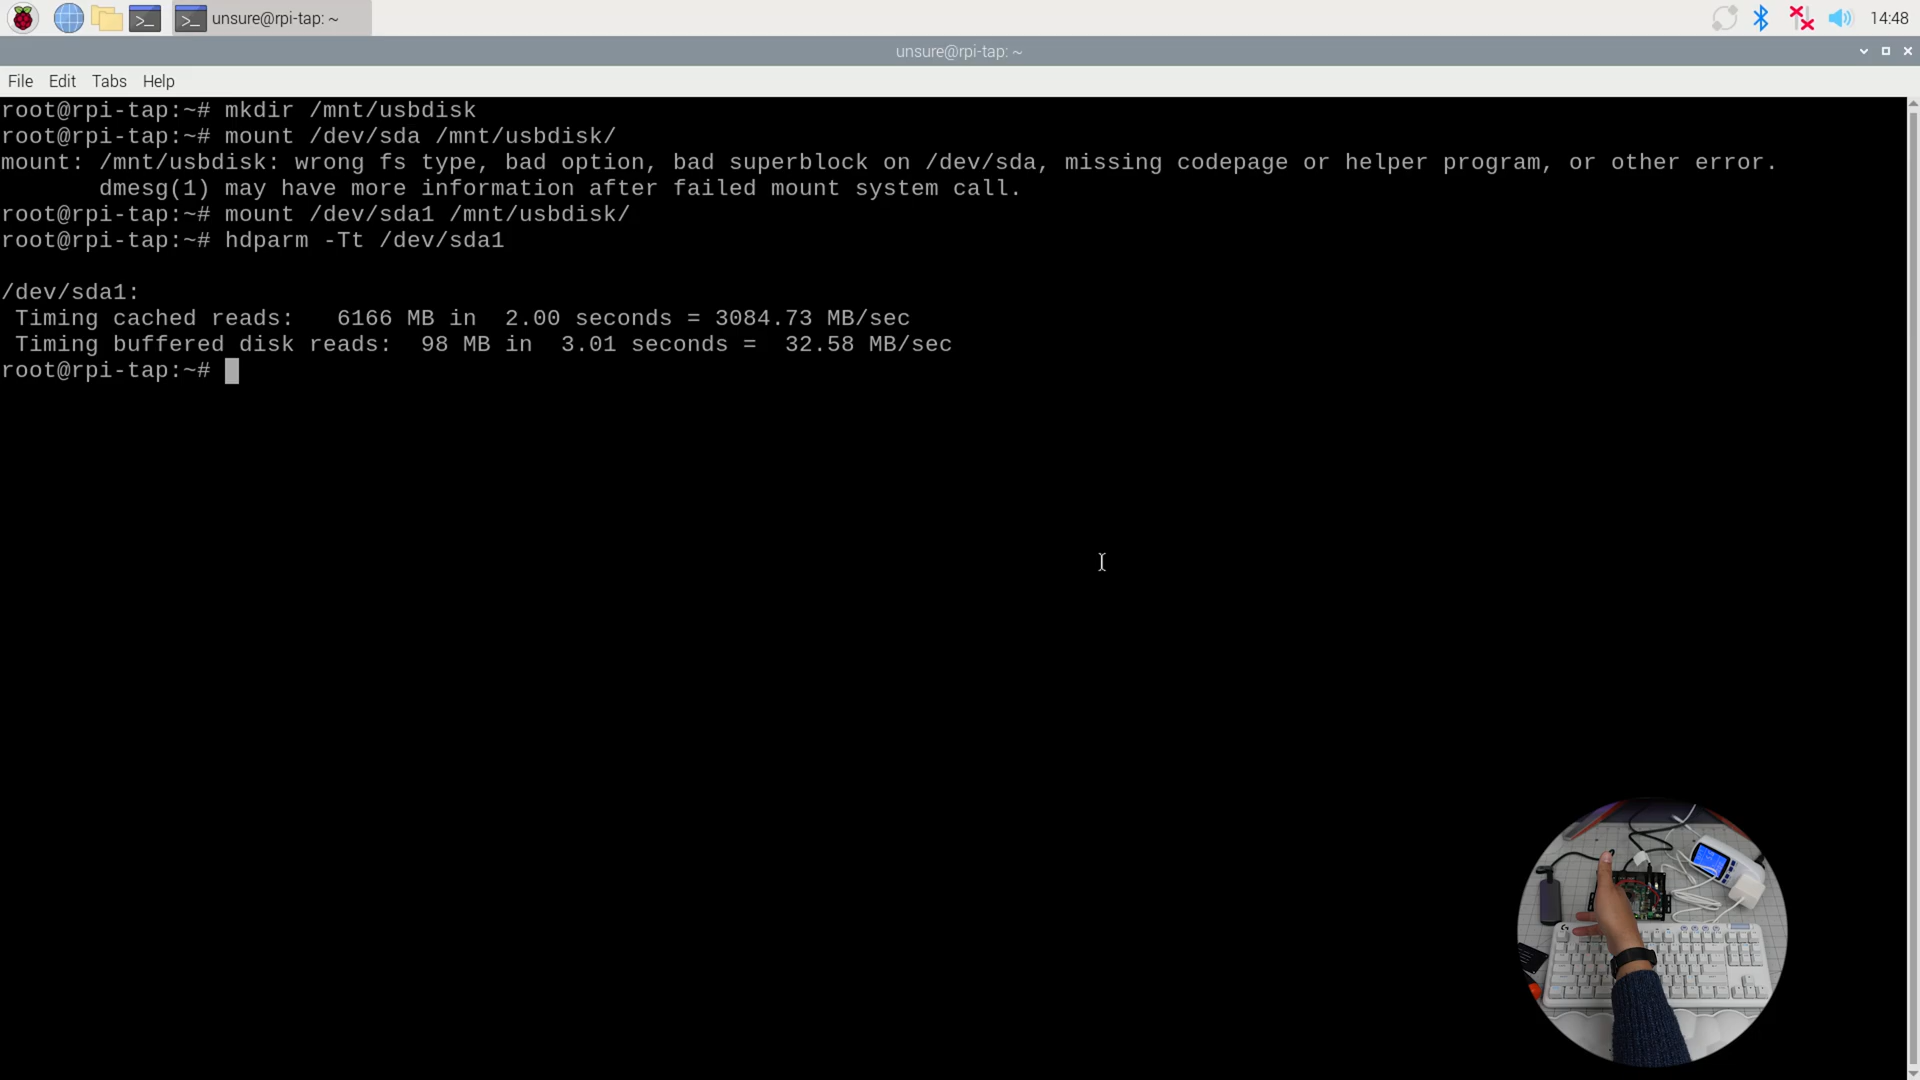 unsure@rpi-tap: ~
14:48
unsure@rpi-tap: ~
File Edit Tabs Help
root@rpi-tap:~# mkdir /mnt/usbdisk
root@rpi-tap:~# mount /dev/sda /mnt/usbdisk/
mount: /mnt/usbdisk: wrong fs type, bad option, bad superblock on /dev/sda, missing codepage or helper program, or other error.
       dmesg(1) may have more information after failed mount system call.
root@rpi-tap:~# mount /dev/sda1 /mnt/usbdisk/
root@rpi-tap:~# hdparm -Tt /dev/sda1
/dev/sda1:
 Timing cached reads:   6166 MB in  2.00 seconds = 3084.73 MB/sec
 Timing buffered disk reads:  98 MB in  3.01 seconds =  32.58 MB/sec
root@rpi-tap:~#